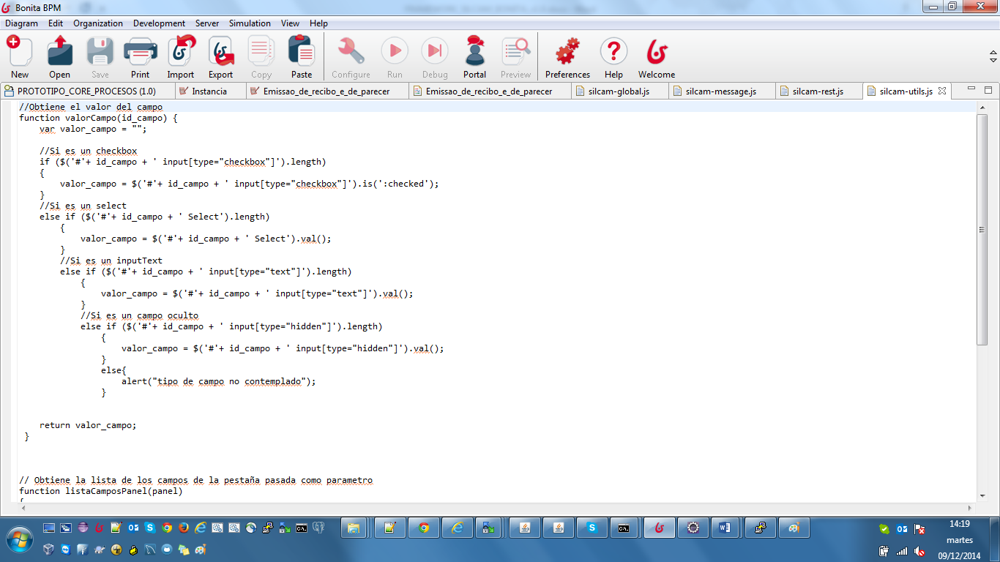 Bonita BPM
Diagram Edit Organization Development Server Simulation View Help
New Open Save Print Import Export Copy Paste Configure Run Debug Portal Preview Preferences Help Welcome
PROTOTIPO_CORE_PROCESOS (1.0) Instancia Emissao_de_recibo_e_de_parecer Emissao_de_recibo_e_de_parecer silcam-global.js silcam-message.js silcam-rest.js silcam-utils.js
//Obtiene el valor del campo
function valorCampo(id_campo) {
    var valor_campo = "";
    //Si es un checkbox
    if ($('#'+ id_campo + ' input[type="checkbox"]').length)
    {
        valor_campo = $('#'+ id_campo + ' input[type="checkbox"]').is(':checked');
    }
    //Si es un select
    else if ($('#'+ id_campo + ' Select').length)
        {
            valor_campo = $('#'+ id_campo + ' Select').val();
        }
        //Si es un inputText
        else if ($('#'+ id_campo + ' input[type="text"]').length)
            {
                valor_campo = $('#'+ id_campo + ' input[type="text"]').val();
            }
            //Si es un campo oculto
            else if ($('#'+ id_campo + ' input[type="hidden"]').length)
                {
                    valor_campo = $('#'+ id_campo + ' input[type="hidden"]').val();
                }
                else{
                    alert("tipo de campo no contemplado");
                }
    return valor_campo;
 }
// Obtiene la lista de los campos de la pestaña pasada como parametro
function listaCamposPanel(panel)
{
14:19
martes
09/12/2014